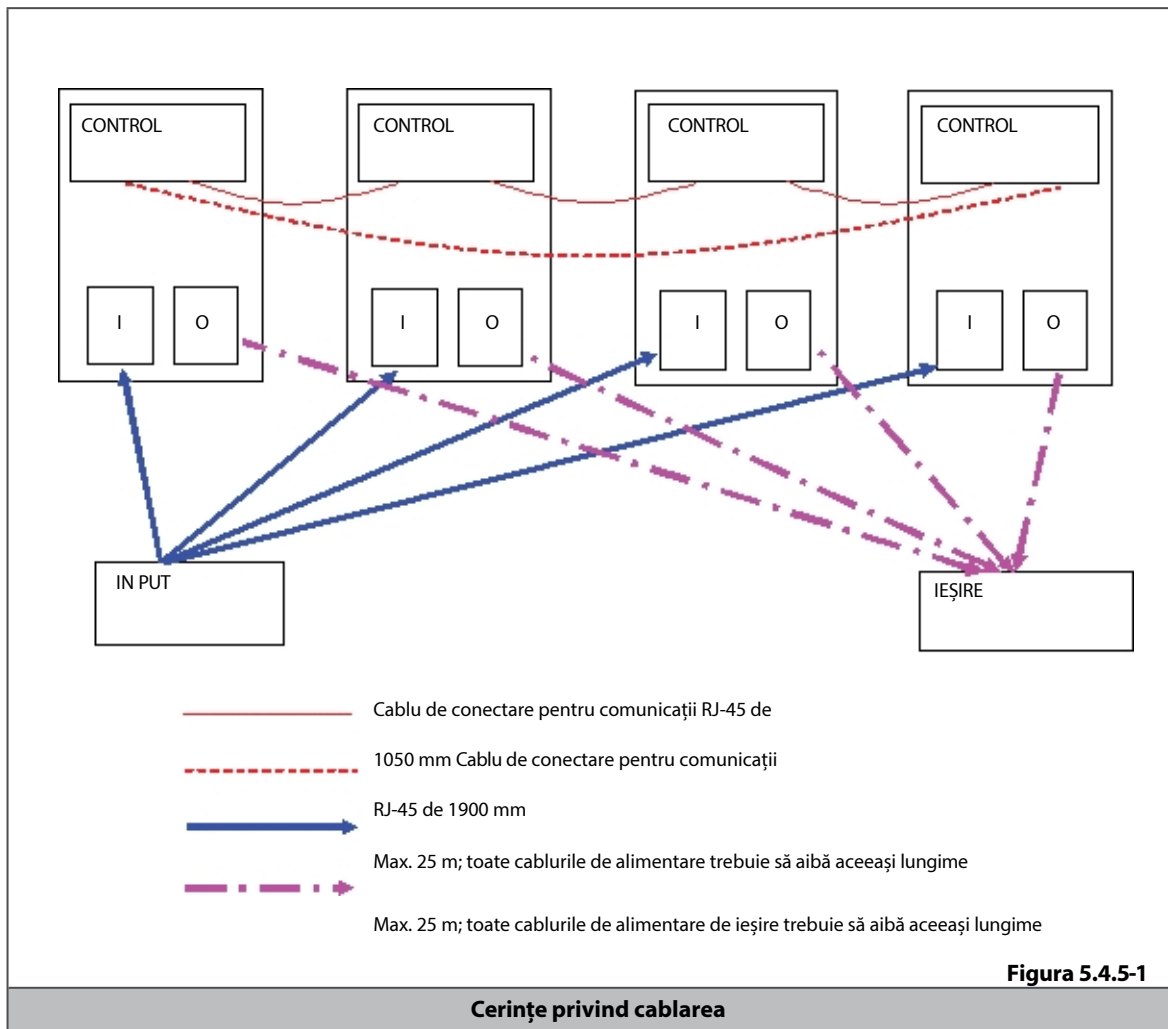 CONTROL
CONTROL
CONTROL
CONTROL
I
O
I
O
I
O
I
O
IN PUT
IEȘIRE
Cablu de conectare pentru comunicații RJ-45 de
1050 mm Cablu de conectare pentru comunicații
RJ-45 de 1900 mm
Max. 25 m; toate cablurile de alimentare trebuie să aibă aceeași lungime
Max. 25 m; toate cablurile de alimentare de ieșire trebuie să aibă aceeași lungime
Figura 5.4.5-1
Cerințe privind cablarea